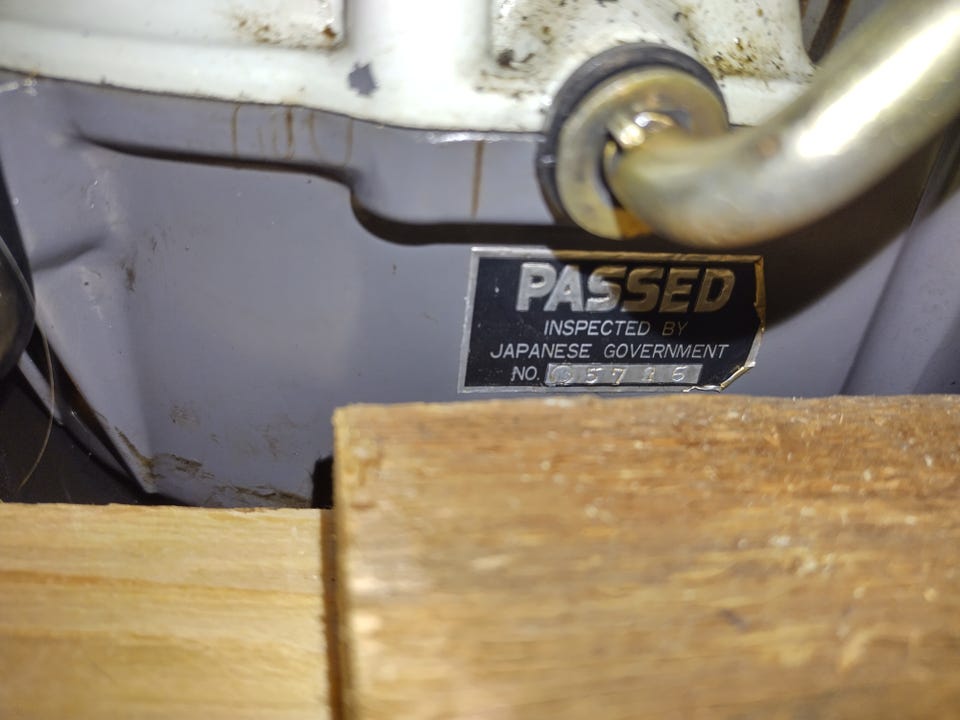 PASSED
INSPECTED BY
JAPANESE GOVERNMENT
NO.